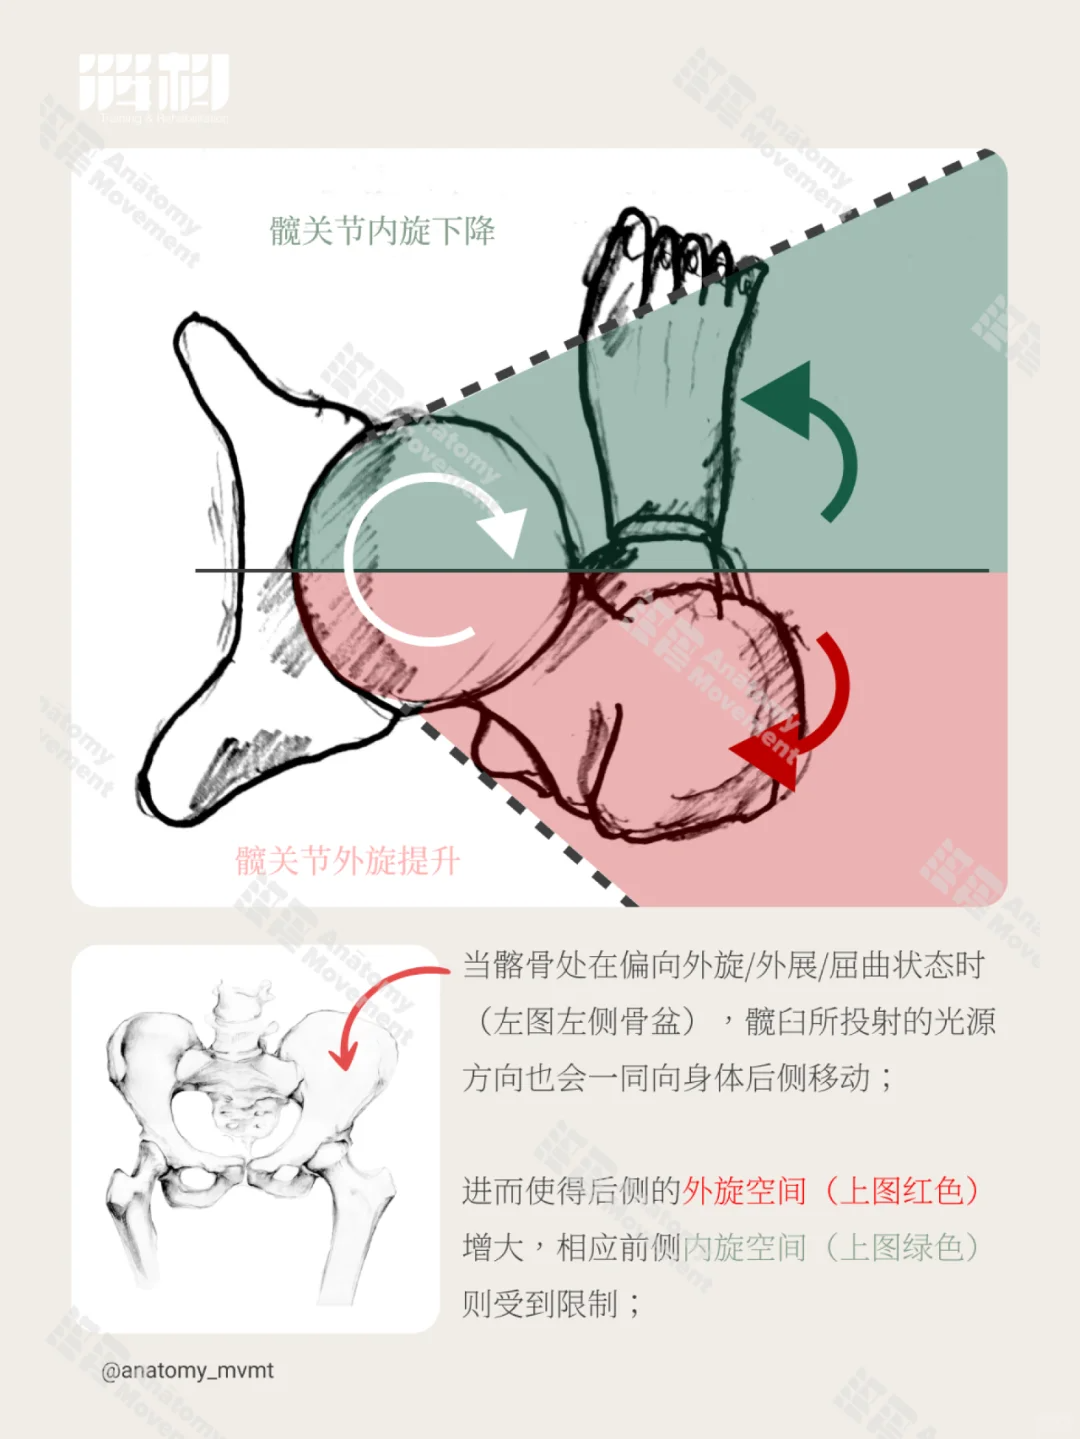 Training & Rehabilitation
髋关节内旋下降
髋关节外旋提升
当髂骨处在偏向外旋/外展/屈曲状态时
（左图左侧骨盆），髋臼所投射的光源
方向也会一同向身体后侧移动；
进而使得后侧的外旋空间（上图红色）
增大，相应前侧内旋空间（上图绿色）
则受到限制；
@anatomy_mvmt
Anātomy
Movement